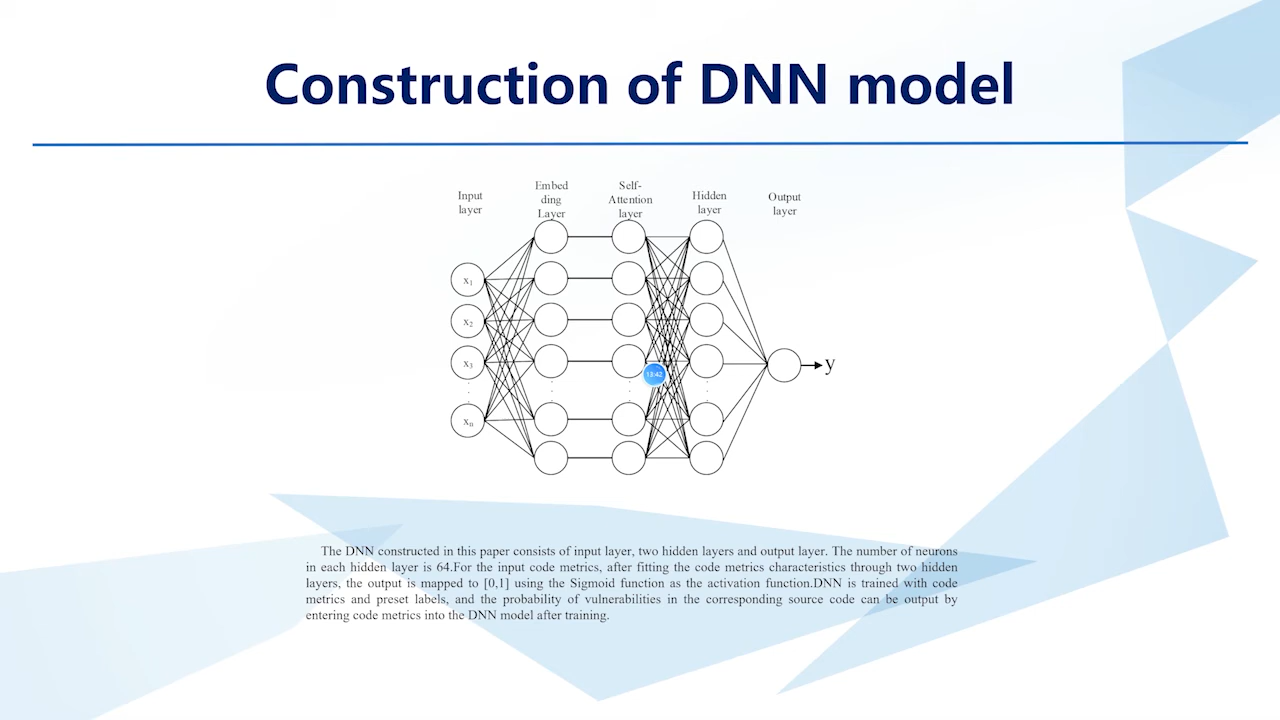 Construction of DNN model
Input
layer
Embed
ding
Layer
Self-
Attention
layer
Hidden
layer
Output
layer
x1
x2
x3
xn
13:42
y
The DNN constructed in this paper consists of input layer, two hidden layers and output layer. The number of neurons
in each hidden layer is 64.For the input code metrics, after fitting the code metrics characteristics through two hidden
layers, the output is mapped to [0,1] using the Sigmoid function as the activation function.DNN is trained with code
metrics and preset labels, and the probability of vulnerabilities in the corresponding source code can be output by
entering code metrics into the DNN model after training.